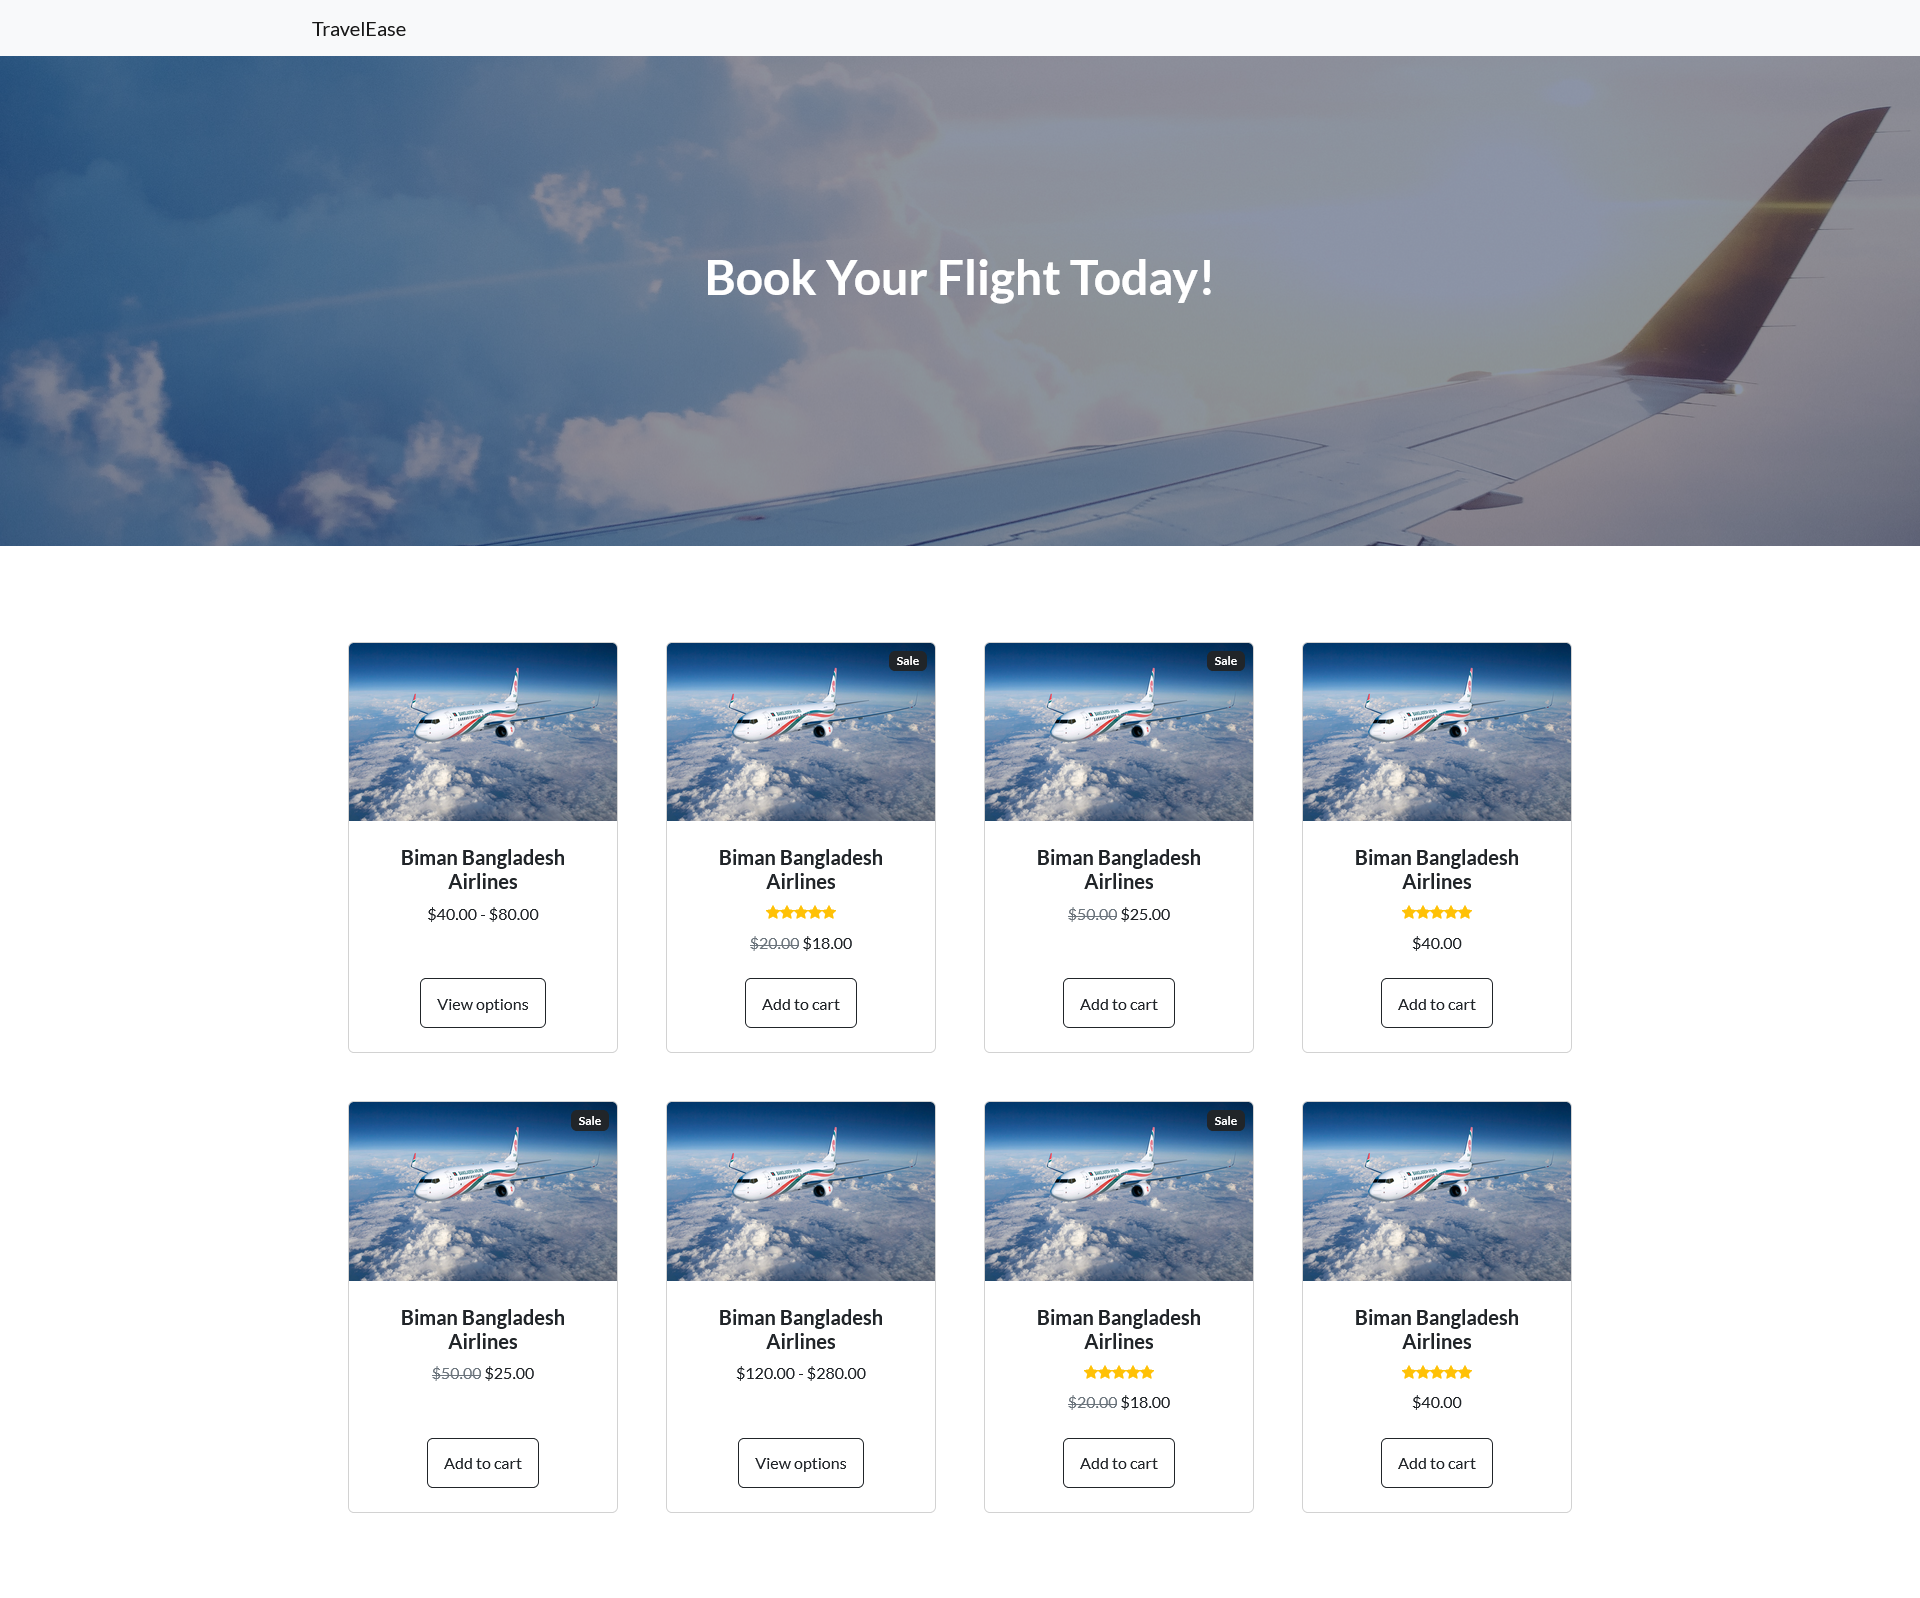 TravelEase
Book Your Flight Today!
Biman Bangladesh
Airlines
$40.00 - $80.00
View options
Sale
Biman Bangladesh
Airlines
$20.00 $18.00
Add to cart
Sale
Biman Bangladesh
Airlines
$50.00 $25.00
Add to cart
Biman Bangladesh
Airlines
$40.00
Add to cart
Sale
Biman Bangladesh
Airlines
$50.00 $25.00
Add to cart
Biman Bangladesh
Airlines
$120.00 - $280.00
View options
Sale
Biman Bangladesh
Airlines
$20.00 $18.00
Add to cart
Biman Bangladesh
Airlines
$40.00
Add to cart